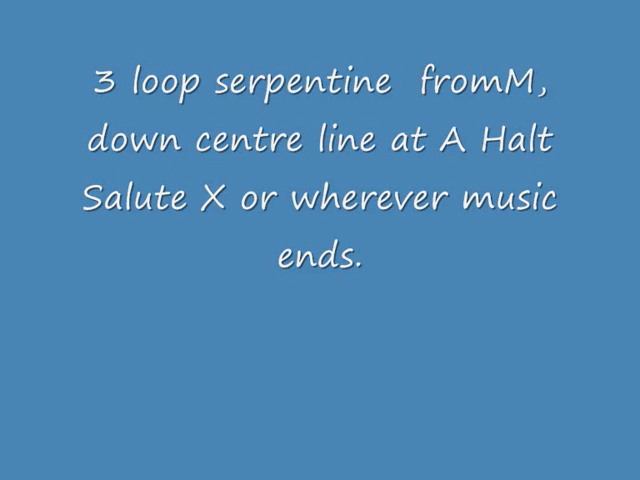 3 loop serpentine  fromM,
down centre line at A Halt
Salute X or wherever music
ends.